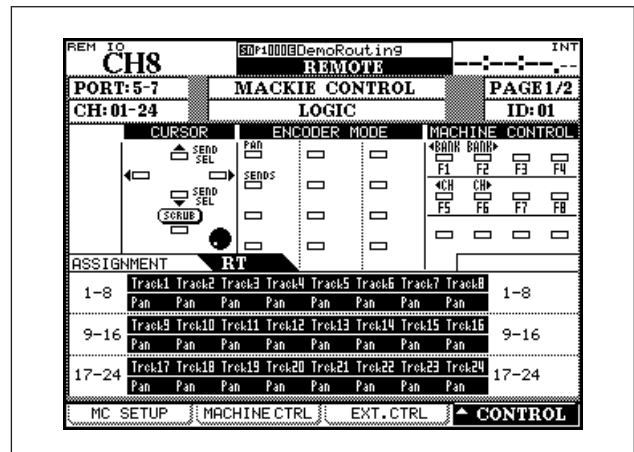 REM IO
CH8
SDP1000EDemoRouting
REMOTE
INT
--:--:--.--
PORT:5-7
MACKIE CONTROL
PAGE1/2
CH:01-24
LOGIC
ID:01
CURSOR
ENCODER MODE
MACHINE CONTROL
SEND
SEL
PAN
BANK BANK
F1 F2 F3 F4
SENDS
CH CH
SEND
SEL
F5 F6 F7 F8
SCRUB
ASSIGNMENT RT
1-8
Track1 Track2 Track3 Track4 Track5 Track6 Track7 Track8
Pan Pan Pan Pan Pan Pan Pan Pan
1-8
9-16
Track9 Trck10 Trck11 Trck12 Trck13 Trck14 Trck15 Trck16
Pan Pan Pan Pan Pan Pan Pan Pan
9-16
17-24
Trck17 Trck18 Trck19 Trck20 Trck21 Trck22 Trck23 Trck24
Pan Pan Pan Pan Pan Pan Pan Pan
17-24
MC SETUP MACHINE CTRL EXT.CTRL CONTROL